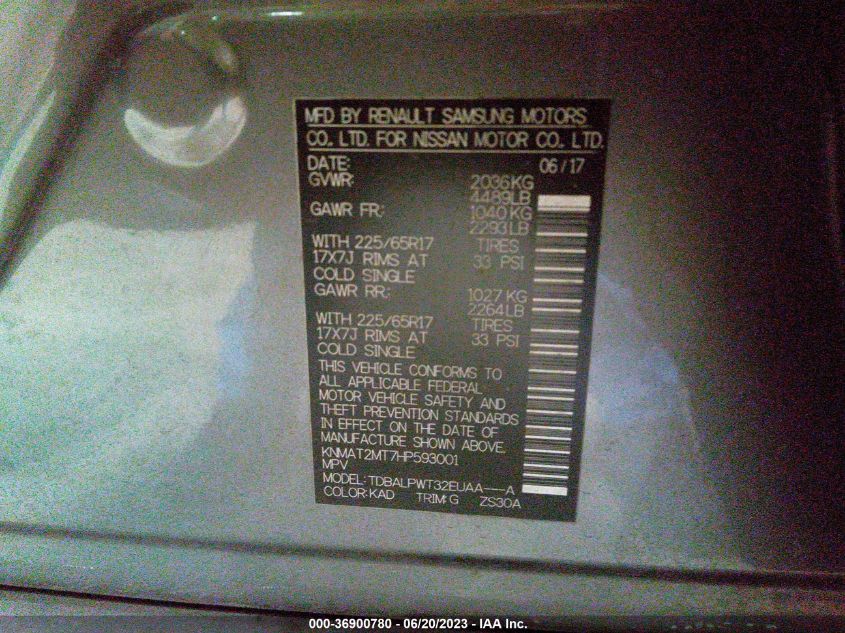 MFD BY RENAULT SAMSUNG MOTORS
CO., LTD. FOR NISSAN MOTOR CO., LTD.
DATE: 06/17
GVWR: 2036KG
4489LB
GAWR FR: 1040 KG
2293LB
WITH 225/65R17 TIRES
17X7J RIMS AT 33 PSI
COLD SINGLE
GAWR RR: 1027 KG
2264LB
WITH 225/65R17 TIRES
17X7J RIMS AT 33 PSI
COLD SINGLE
THIS VEHICLE CONFORMS TO
ALL APPLICABLE FEDERAL
MOTOR VEHICLE SAFETY AND
THEFT PREVENTION STANDARDS
IN EFFECT ON THE DATE OF
MANUFACTURE SHOWN ABOVE.
KNMAT2MT7HP593001
MPV
MODEL: TDBALPWT32EUAA---A
COLOR: KAD TRIM: G ZS30A
000-36900780 - 06/20/2023 - IAA Inc.